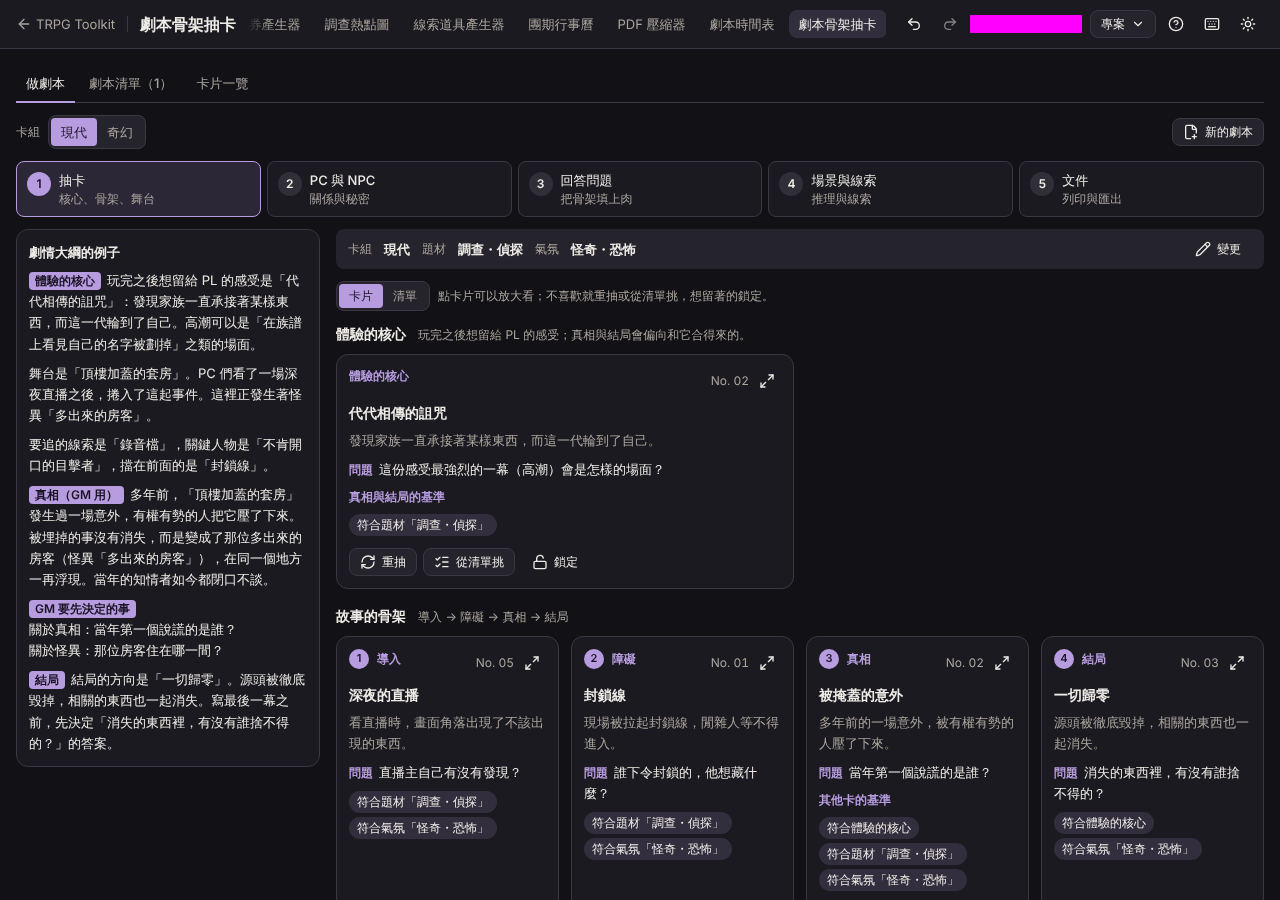 TRPG Toolkit
劇本骨架抽卡
產生器
調查熱點圖
線索道具產生器
團期行事曆
PDF 壓縮器
劇本時間表
劇本骨架抽卡
專案
做劇本
劇本清單（1）
卡片一覽
卡組
現代
奇幻
新的劇本
1
抽卡
核心、骨架、舞台
2
PC 與 NPC
關係與秘密
3
回答問題
把骨架填上肉
4
場景與線索
推理與線索
5
文件
列印與匯出
劇情大綱的例子
體驗的核心 玩完之後想留給 PL 的感受是「代
代相傳的詛咒」：發現家族一直承接著某樣東
西，而這一代輪到了自己。高潮可以是「在族譜
上看見自己的名字被劃掉」之類的場面。
舞台是「頂樓加蓋的套房」。PC 們看了一場深
夜直播之後，捲入了這起事件。這裡正發生著怪
異「多出來的房客」。
要追的線索是「錄音檔」，關鍵人物是「不肯開
口的目擊者」，擋在前面的是「封鎖線」。
真相（GM 用） 多年前，「頂樓加蓋的套房」
發生過一場意外，有權有勢的人把它壓了下來。
被埋掉的事沒有消失，而是變成了那位多出來的
房客（怪異「多出來的房客」），在同一個地方
一再浮現。當年的知情者如今都閉口不談。
GM 要先決定的事
關於真相：當年第一個說謊的是誰？
關於怪異：那位房客住在哪一間？
結局 結局的方向是「一切歸零」。源頭被徹底
毀掉，相關的東西也一起消失。寫最後一幕之
前，先決定「消失的東西裡，有沒有誰捨不得
的？」的答案。
卡組 現代 題材 調查・偵探 氣氛 怪奇・恐怖
變更
卡片
清單
點卡片可以放大看；不喜歡就重抽或從清單挑，想留著的鎖定。
體驗的核心 玩完之後想留給 PL 的感受；真相與結局會偏向和它合得來的。
體驗的核心
No. 02
代代相傳的詛咒
發現家族一直承接著某樣東西，而這一代輪到了自己。
問題 這份感受最強烈的一幕（高潮）會是怎樣的場面？
真相與結局的基準
符合題材「調查・偵探」
重抽
從清單挑
鎖定
故事的骨架 導入 → 障礙 → 真相 → 結局
1 導入
No. 05
深夜的直播
看直播時，畫面角落出現了不該出
現的東西。
問題 直播主自己有沒有發現？
符合題材「調查・偵探」
符合氣氛「怪奇・恐怖」
2 障礙
No. 01
封鎖線
現場被拉起封鎖線，閒雜人等不得
進入。
問題 誰下令封鎖的，他想藏什
麼？
符合題材「調查・偵探」
符合氣氛「怪奇・恐怖」
3 真相
No. 02
被掩蓋的意外
多年前的一場意外，被有權有勢的
人壓了下來。
問題 當年第一個說謊的是誰？
其他卡的基準
符合體驗的核心
符合題材「調查・偵探」
符合氣氛「怪奇・恐怖」
4 結局
No. 03
一切歸零
源頭被徹底毀掉，相關的東西也一
起消失。
問題 消失的東西裡，有沒有誰捨
不得的？
符合體驗的核心
符合氣氛「怪奇・恐怖」